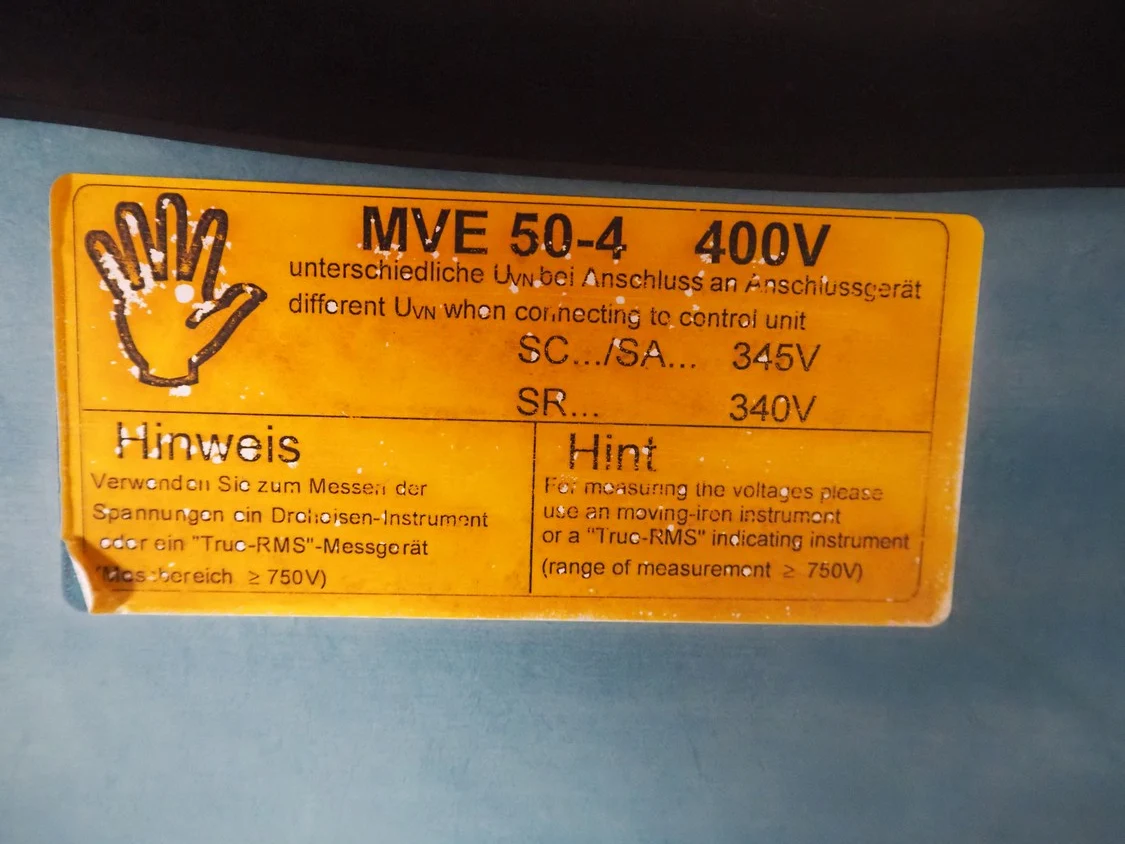 MVE 50-4 400V
unterschiedliche UVN bei Anschluss an Anschlussgerät
different UVN when connecting to control unit
SC.../SA... 345V
SR... 340V
Hinweis
Verwenden Sie zum Messen der
Spannungen ein Dreheisen-Instrument
oder ein "True-RMS"-Messgerät
(Messbereich ≥ 750V)
Hint
For measuring the voltages please
use an moving-iron instrument
or a "True-RMS" indicating instrument
(range of measurement ≥ 750V)